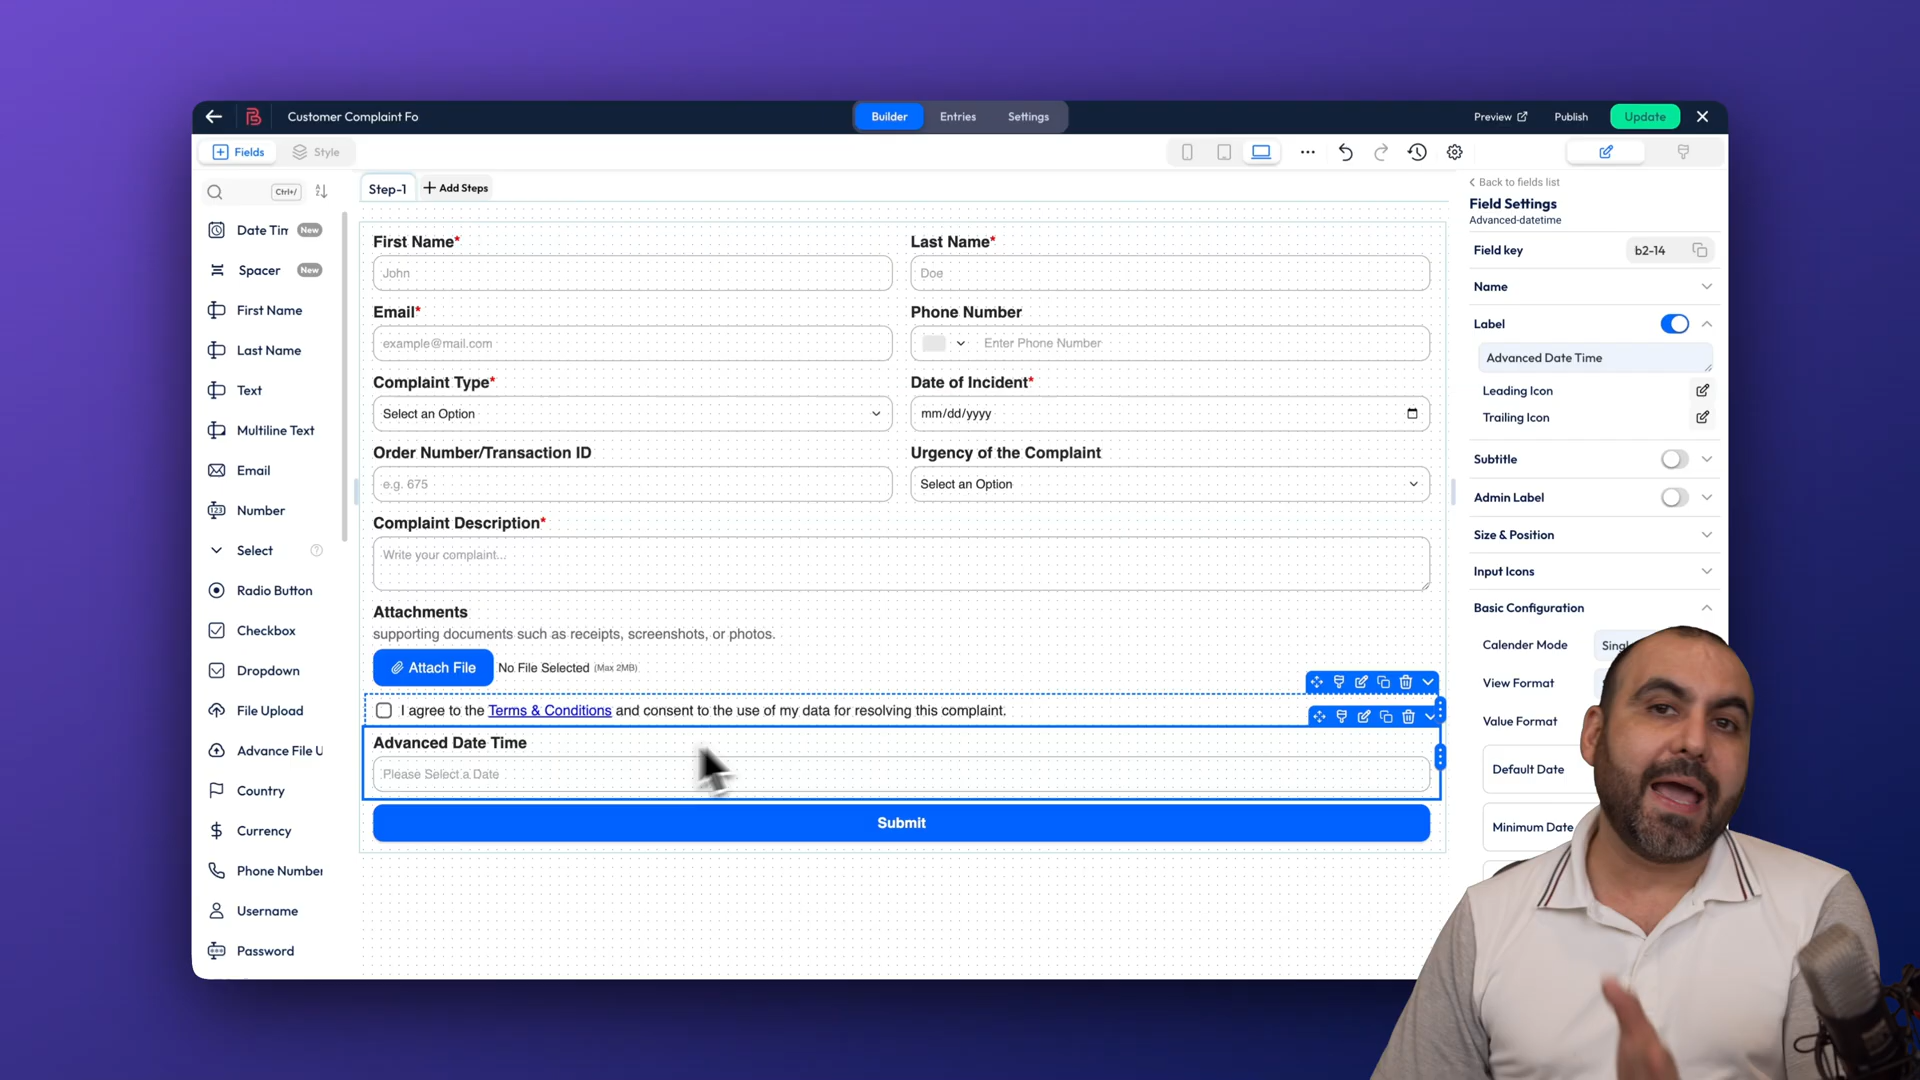 Customer Complaint Fo
Builder
Entries
Settings
Preview
Publish
Update
Fields
Style
Ctrl+/
Step-1
Add Steps
Date Tim
New
Spacer
New
First Name
Last Name
Text
Multiline Text
Email
Number
Select
Radio Button
Checkbox
Dropdown
File Upload
Advance File U
Country
Currency
Phone Number
Username
Password
First Name*
John
Last Name*
Doe
Email*
example@mail.com
Phone Number
Enter Phone Number
Complaint Type*
Select an Option
Date of Incident*
mm/dd/yyyy
Order Number/Transaction ID
e.g. 675
Urgency of the Complaint
Select an Option
Complaint Description*
Write your complaint...
Attachments
supporting documents such as receipts, screenshots, or photos.
Attach File
No File Selected (Max 2MB)
I agree to the Terms & Conditions and consent to the use of my data for resolving this complaint.
Advanced Date Time
Please Select a Date
Submit
Back to fields list
Field Settings
Advanced-datetime
Field key
b2-14
Name
Label
Advanced Date Time
Leading Icon
Trailing Icon
Subtitle
Admin Label
Size & Position
Input Icons
Basic Configuration
Calender Mode
Sing
View Format
Value Format
Default Date
Minimum Date